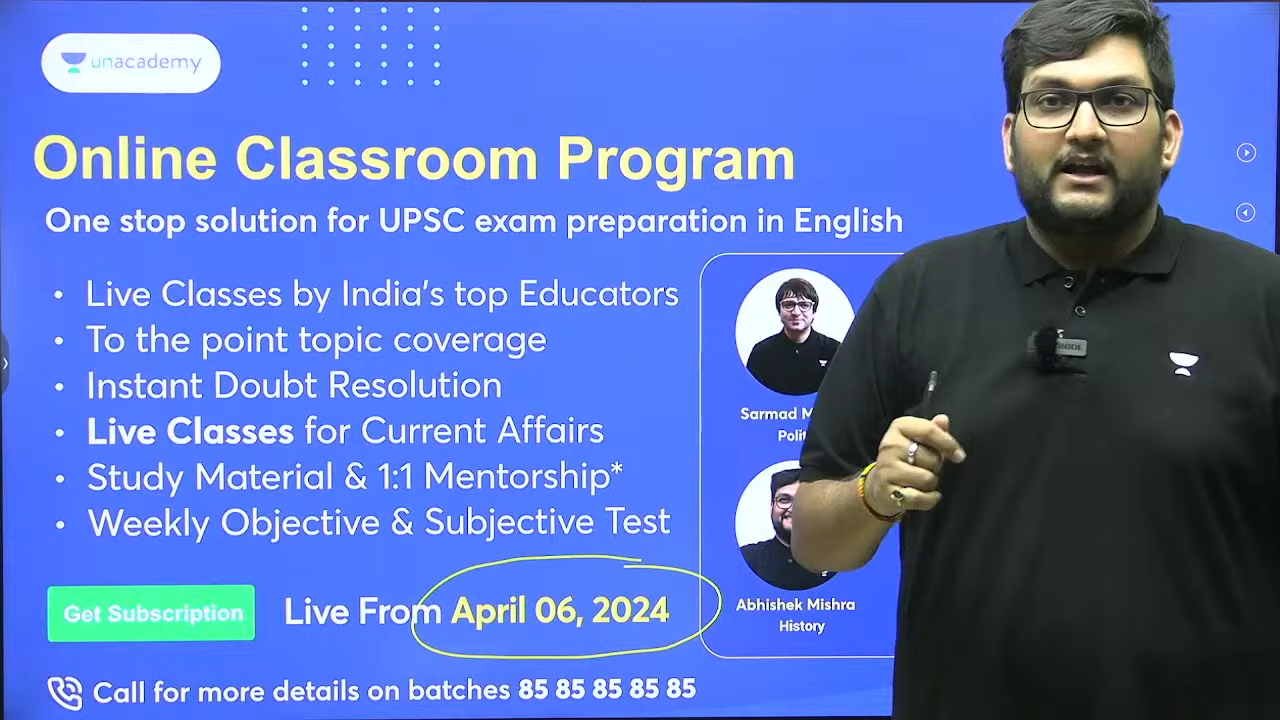 unacademy
Online Classroom Program
One stop solution for UPSC exam preparation in English
• Live Classes by India's top Educators
• To the point topic coverage
• Instant Doubt Resolution
• Live Classes for Current Affairs
• Study Material & 1:1 Mentorship*
• Weekly Objective & Subjective Test
Sarmad
Abhishek Mishra
History
Get Subscription
Live From April 06, 2024
Call for more details on batches 85 85 85 85 85